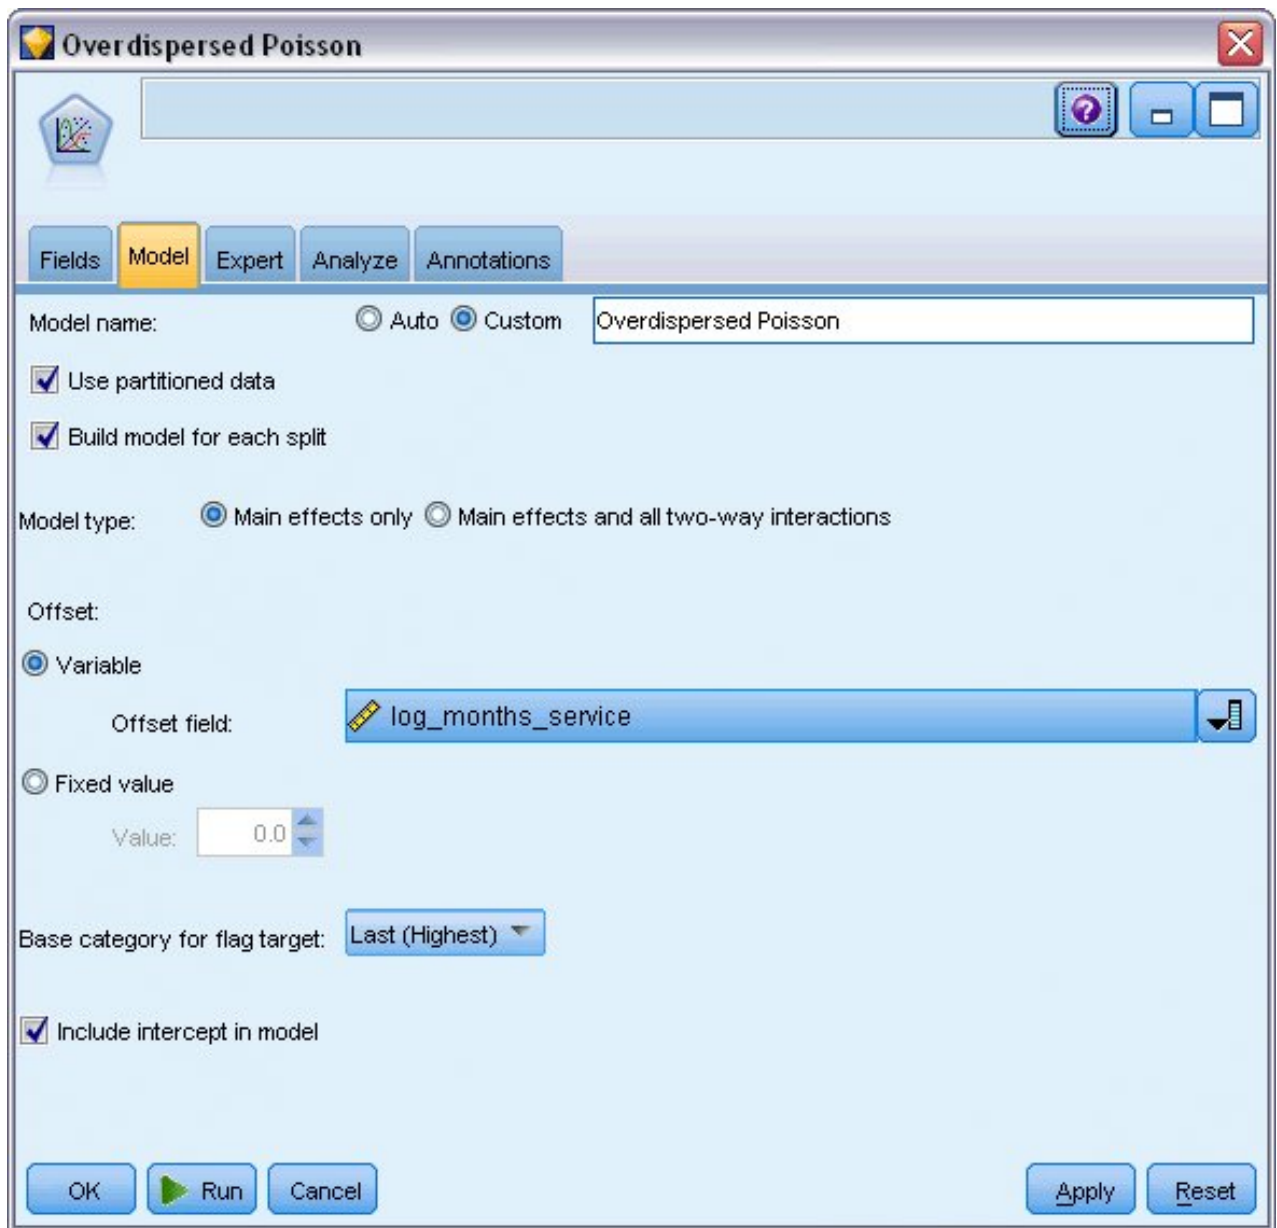 Overdispersed Poisson
?
Fields Model Expert Analyze Annotations
Model name: Auto Custom Overdispersed Poisson
Use partitioned data
Build model for each split
Model type: Main effects only Main effects and all two-way interactions
Offset:
Variable
Offset field: log_months_service
Fixed value
Value: 0.0
Base category for flag target: Last (Highest)
Include intercept in model
OK Run Cancel Apply Reset